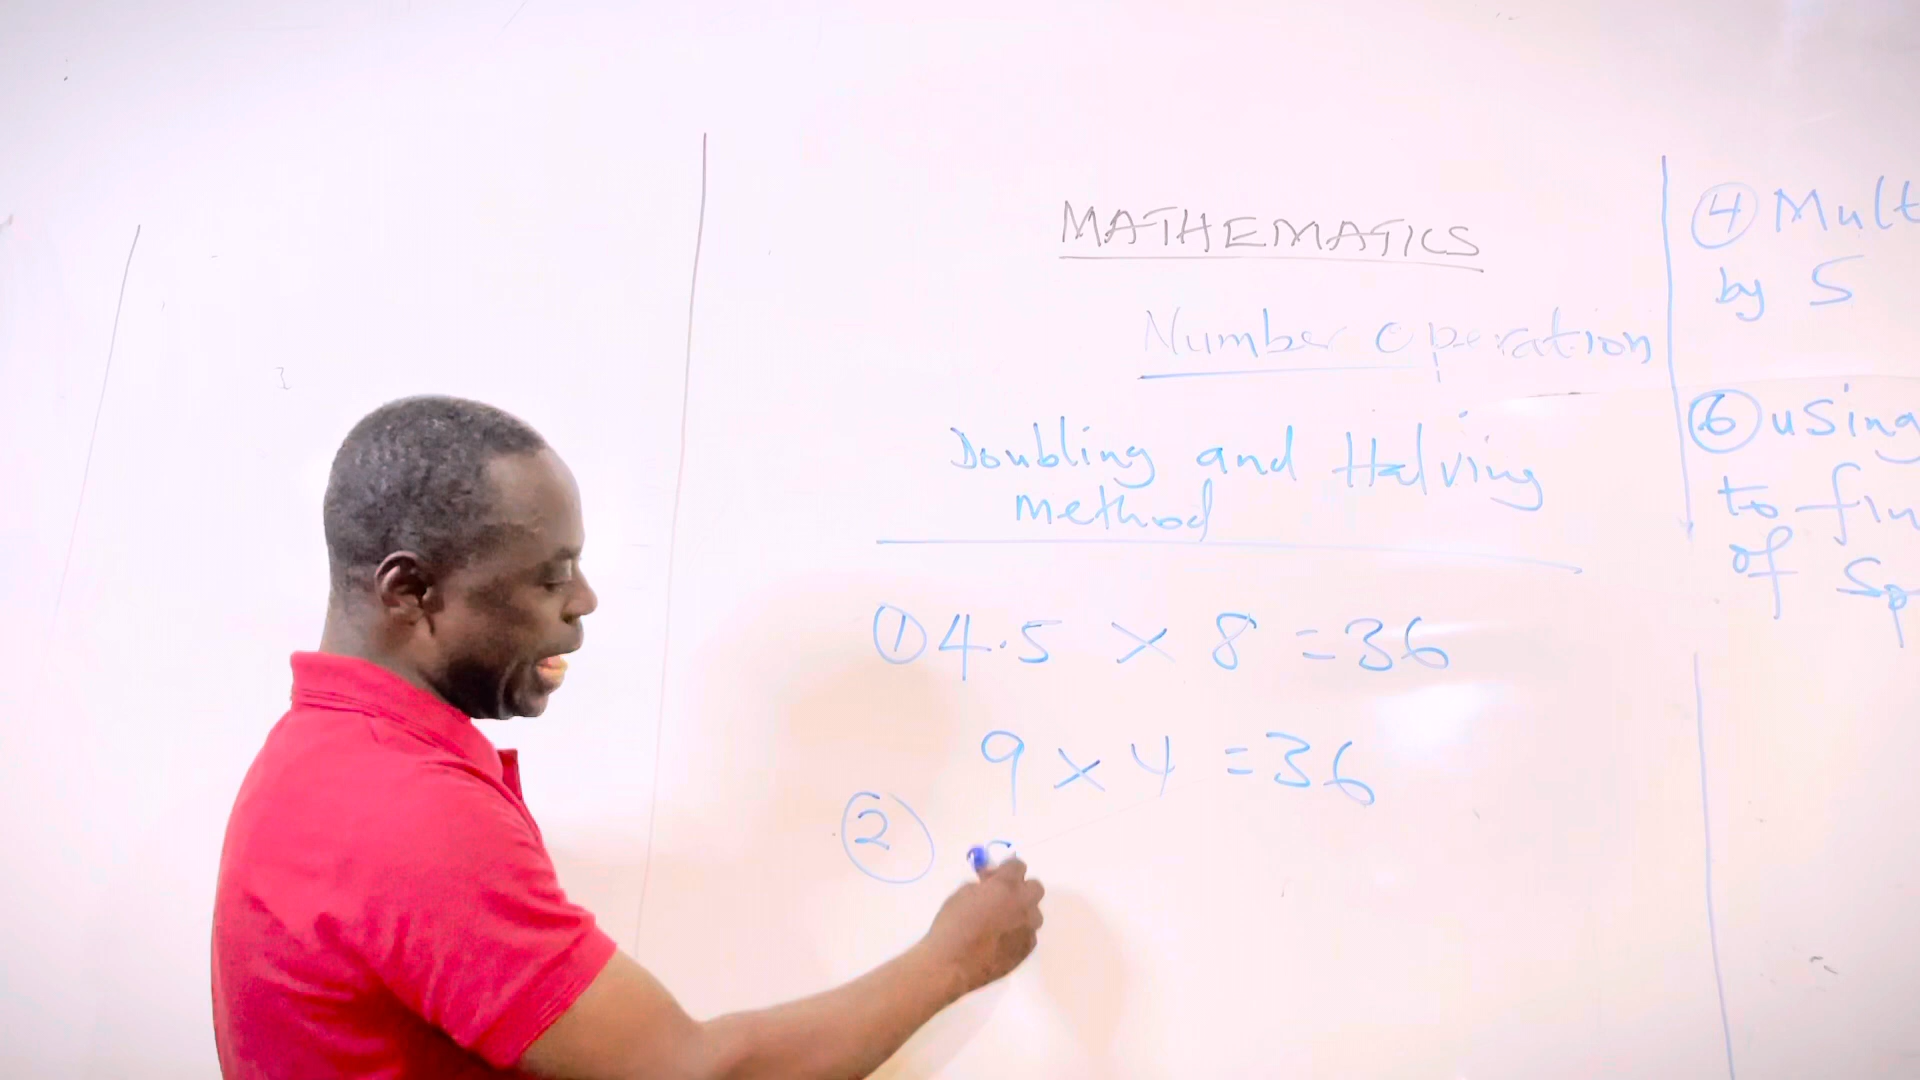 MATHEMATICS
Number Operation
Doubling and Halving
method
① 4.5 × 8 = 36
9 × 4 = 36
②
④ Mult
by 5
⑥ using
to fin
of Sp